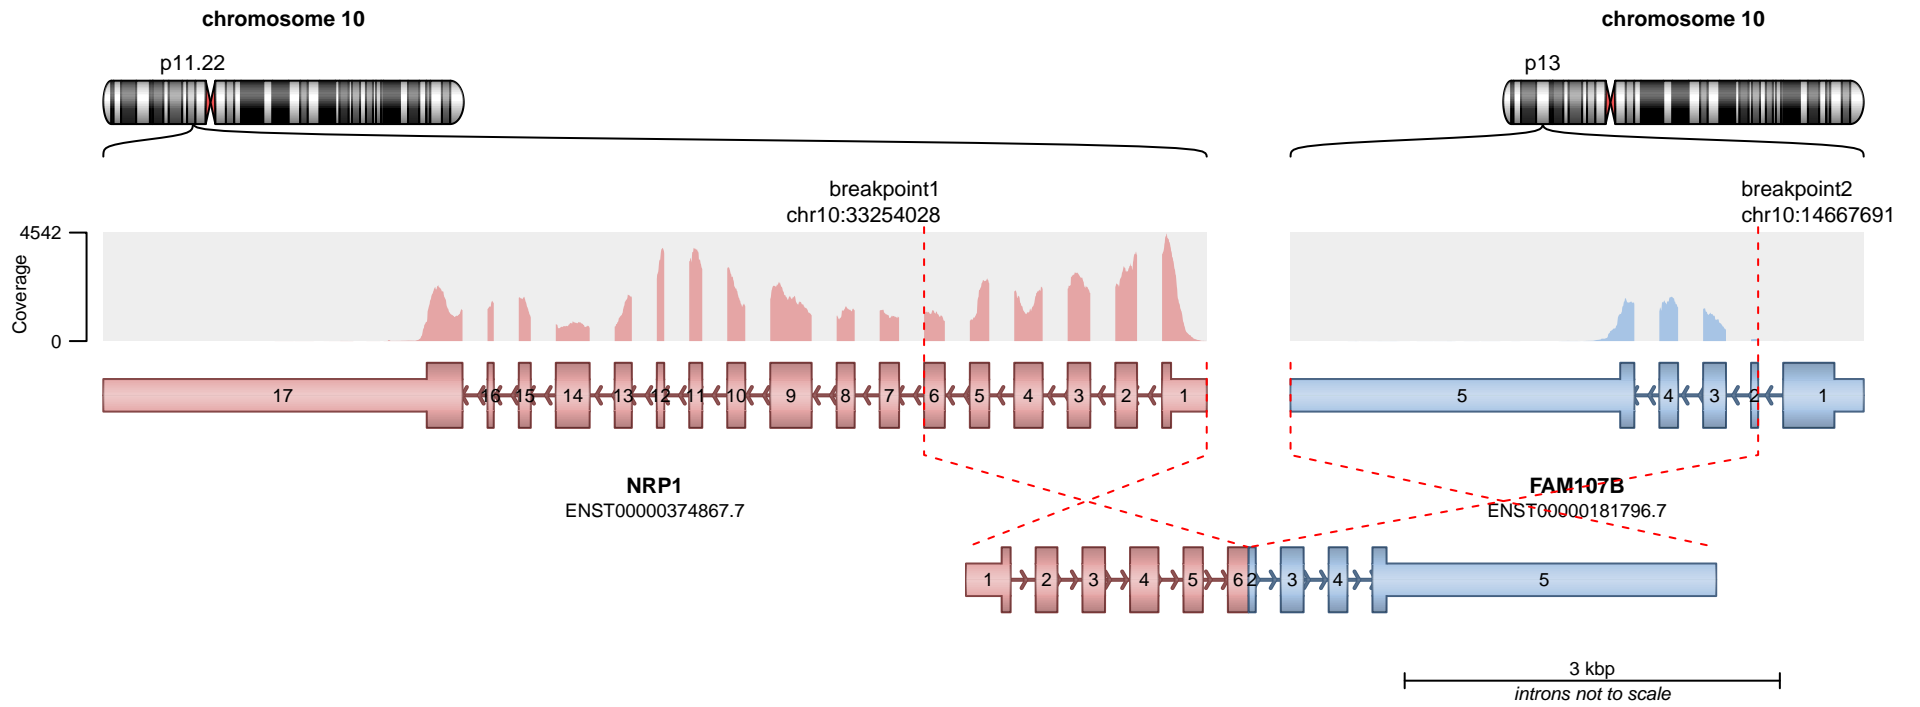 chromosome 10
chromosome 10
p11.22
p13
breakpoint1
chr10:33254028
breakpoint2
chr10:14667691
4542
Coverage
0
17 16 15 14 13 12 11 10 9 8 7 6 5 4 3 2 1
5 4 3 2 1
NRP1
ENST00000374867.7
FAM107B
ENST00000181796.7
1 2 3 4 5 6 2 3 4 5
3 kbp
introns not to scale